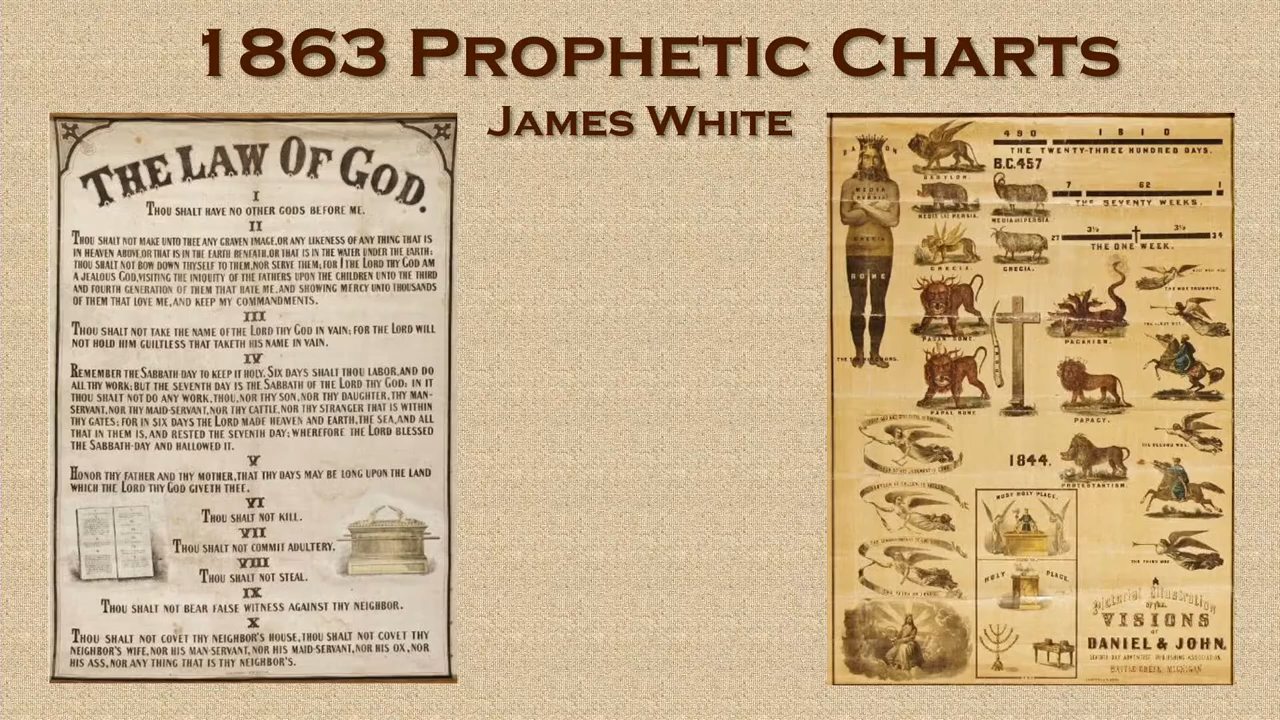 1863 PROPHETIC CHARTS
JAMES WHITE
THE LAW OF GOD.
I
THOU SHALT HAVE NO OTHER GODS BEFORE ME.
II
THOU SHALT NOT MAKE UNTO THEE ANY GRAVEN IMAGE, OR ANY LIKENESS OF ANY THING THAT IS
IN HEAVEN ABOVE, OR THAT IS IN THE EARTH BENEATH, OR THAT IS IN THE WATER UNDER THE EARTH:
THOU SHALT NOT BOW DOWN THYSELF TO THEM, NOR SERVE THEM; FOR I THE LORD THY GOD AM
A JEALOUS GOD, VISITING THE INIQUITY OF THE FATHERS UPON THE CHILDREN UNTO THE THIRD
AND FOURTH GENERATION OF THEM THAT HATE ME, AND SHOWING MERCY UNTO THOUSANDS
OF THEM THAT LOVE ME, AND KEEP MY COMMANDMENTS.
III
THOU SHALT NOT TAKE THE NAME OF THE LORD THY GOD IN VAIN; FOR THE LORD WILL
NOT HOLD HIM GUILTLESS THAT TAKETH HIS NAME IN VAIN.
IV
REMEMBER THE SABBATH DAY TO KEEP IT HOLY. SIX DAYS SHALT THOU LABOR, AND DO
ALL THY WORK: BUT THE SEVENTH DAY IS THE SABBATH OF THE LORD THY GOD: IN IT
THOU SHALT NOT DO ANY WORK, THOU, NOR THY SON, NOR THY DAUGHTER, THY MAN-
SERVANT, NOR THY MAID-SERVANT, NOR THY CATTLE, NOR THY STRANGER THAT IS WITHIN
THY GATES: FOR IN SIX DAYS THE LORD MADE HEAVEN AND EARTH, THE SEA, AND ALL
THAT IN THEM IS, AND RESTED THE SEVENTH DAY; WHEREFORE THE LORD BLESSED
THE SABBATH-DAY AND HALLOWED IT.
V
HONOR THY FATHER AND THY MOTHER, THAT THY DAYS MAY BE LONG UPON THE LAND
WHICH THE LORD THY GOD GIVETH THEE.
VI
THOU SHALT NOT KILL.
VII
THOU SHALT NOT COMMIT ADULTERY.
VIII
THOU SHALT NOT STEAL.
IX
THOU SHALT NOT BEAR FALSE WITNESS AGAINST THY NEIGHBOR.
X
THOU SHALT NOT COVET THY NEIGHBOR'S HOUSE, THOU SHALT NOT COVET THY
NEIGHBOR'S WIFE, NOR HIS MAN-SERVANT, NOR HIS MAID-SERVANT, NOR HIS OX, NOR
HIS ASS, NOR ANY THING THAT IS THY NEIGHBOR'S.
BABYLON
MEDIA
PERSIA
GRECIA
ROME
BABYLON.
MEDIA AND PERSIA.
MEDIA AND PERSIA.
GRECIA.
GRECIA.
PAGAN ROME.
PAPAL ROME
490 1810
THE TWENTY-THREE HUNDRED DAYS.
B.C. 457
7 62 1
THE SEVENTY WEEKS.
27 3½ 3½ 34
THE ONE WEEK.
PAGANISM.
PAPACY.
PROTESTANTISM.
THE SECOND WOE.
THE THIRD WOE.
1844.
MOST HOLY PLACE.
HOLY PLACE.
A
Pictorial Illustration
of the
VISIONS
OF
DANIEL & JOHN.
SEVENTH-DAY ADVENTIST PUBLISHING ASSOCIATION.
BATTLE CREEK, MICHIGAN